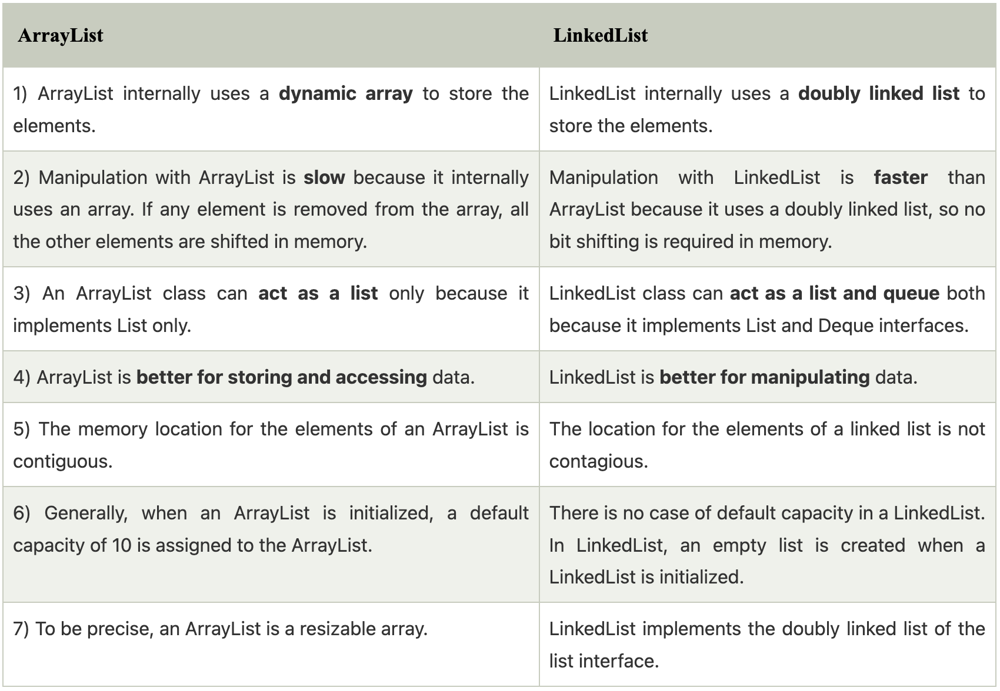 ArrayList
LinkedList
1) ArrayList internally uses a dynamic array to store the
elements.
LinkedList internally uses a doubly linked list to
store the elements.
2) Manipulation with ArrayList is slow because it internally
uses an array. If any element is removed from the array, all
the other elements are shifted in memory.
Manipulation with LinkedList is faster than
ArrayList because it uses a doubly linked list, so no
bit shifting is required in memory.
3) An ArrayList class can act as a list only because it
implements List only.
LinkedList class can act as a list and queue both
because it implements List and Deque interfaces.
4) ArrayList is better for storing and accessing data.
LinkedList is better for manipulating data.
5) The memory location for the elements of an ArrayList is
contiguous.
The location for the elements of a linked list is not
contagious.
6) Generally, when an ArrayList is initialized, a default
capacity of 10 is assigned to the ArrayList.
There is no case of default capacity in a LinkedList.
In LinkedList, an empty list is created when a
LinkedList is initialized.
7) To be precise, an ArrayList is a resizable array.
LinkedList implements the doubly linked list of the
list interface.